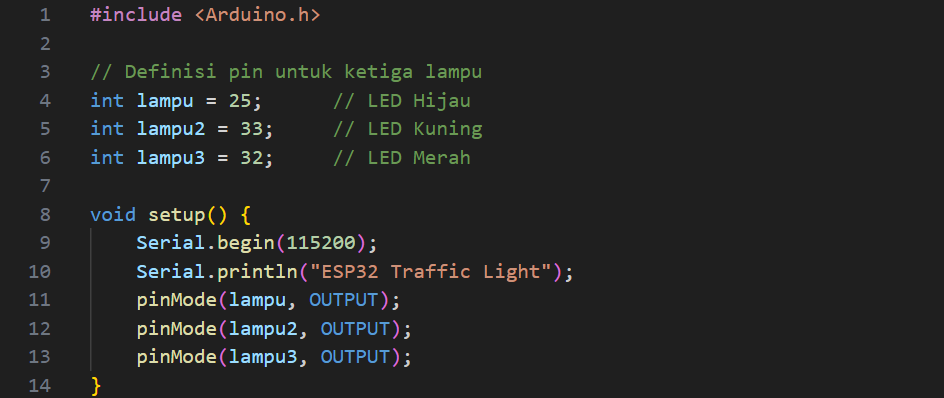 1 #include <Arduino.h>
2
3 // Definisi pin untuk ketiga lampu
4 int lampu = 25;      // LED Hijau
5 int lampu2 = 33;     // LED Kuning
6 int lampu3 = 32;     // LED Merah
7
8 void setup() {
9     Serial.begin(115200);
10     Serial.println("ESP32 Traffic Light");
11     pinMode(lampu, OUTPUT);
12     pinMode(lampu2, OUTPUT);
13     pinMode(lampu3, OUTPUT);
14 }